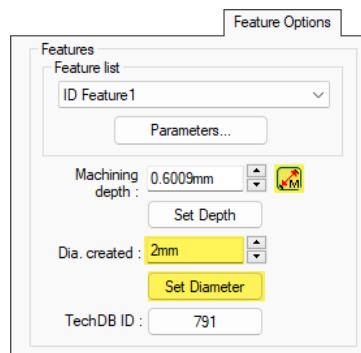 Feature Options
Features
Feature list
ID Feature1
Parameters...
Machining depth : 0.6009mm M
Set Depth
Dia. created : 2mm
Set Diameter
TechDB ID : 791